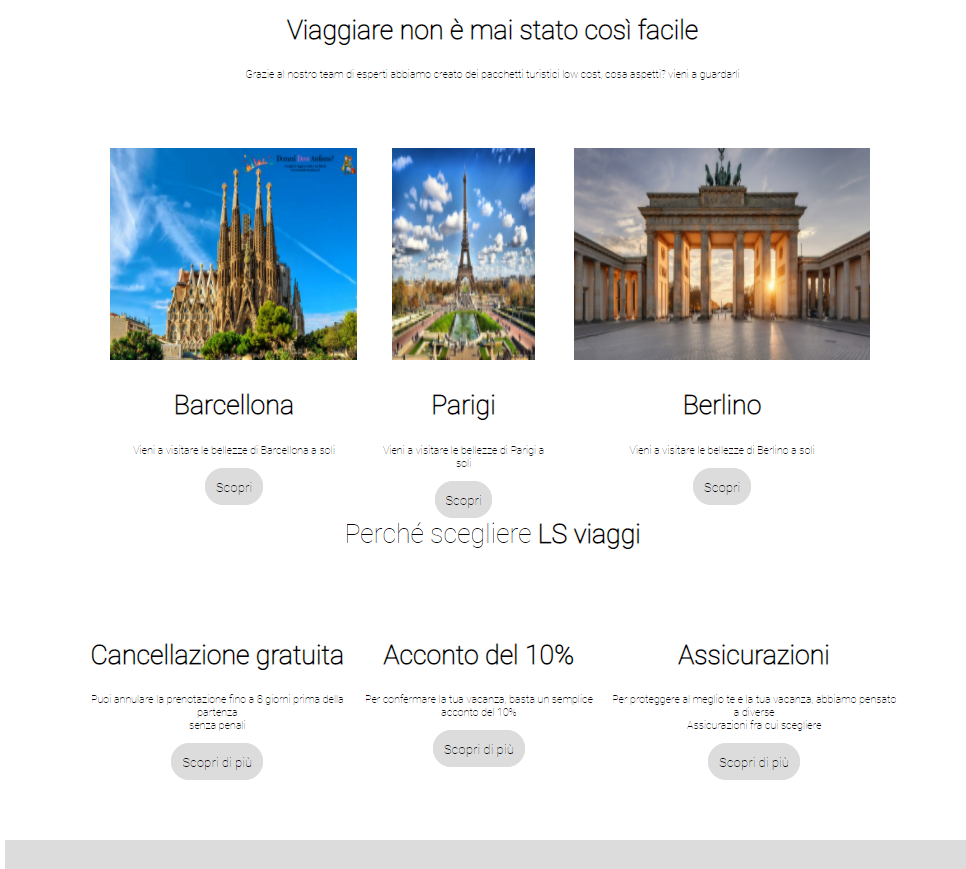 Viaggiare non è mai stato così facile
Grazie al nostro team di esperti abbiamo creato dei pacchetti turistici low cost, cosa aspetti? vieni a guardarli
Barcellona
Vieni a visitare le bellezze di Barcellona a soli
Scopri
Parigi
Vieni a visitare le bellezze di Parigi a
soli
Scopri
Berlino
Vieni a visitare le bellezze di Berlino a soli
Scopri
Perché scegliere LS viaggi
Cancellazione gratuita
Puoi annulare la prenotazione fino a 8 giorni prima della
partenza
senza penali
Scopri di più
Acconto del 10%
Per confermare la tua vacanza, basta un semplice
acconto del 10%
Scopri di più
Assicurazioni
Per proteggere al meglio te e la tua vacanza, abbiamo pensato
a diverse
Assicurazioni fra cui scegliere
Scopri di più